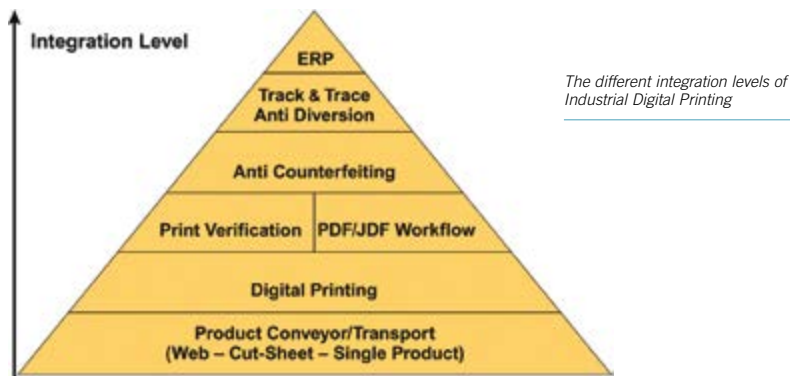 Integration Level
ERP
Track & Trace
Anti Diversion
Anti Counterfeiting
Print Verification
PDF/JDF Workflow
Digital Printing
Product Conveyor/Transport
(Web – Cut-Sheet – Single Product)
The different integration levels of
Industrial Digital Printing